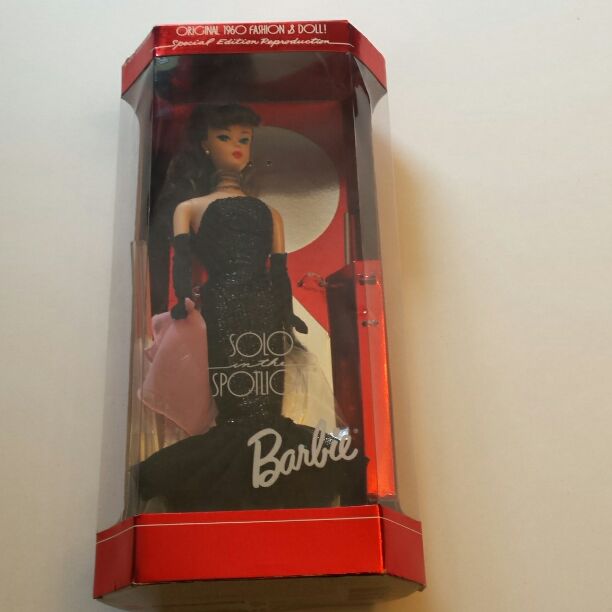 ORIGINAL 1960 FASHION & DOLL!
Special Edition Reproduction
SOLO
in the
SPOTLIGHT
Barbie®